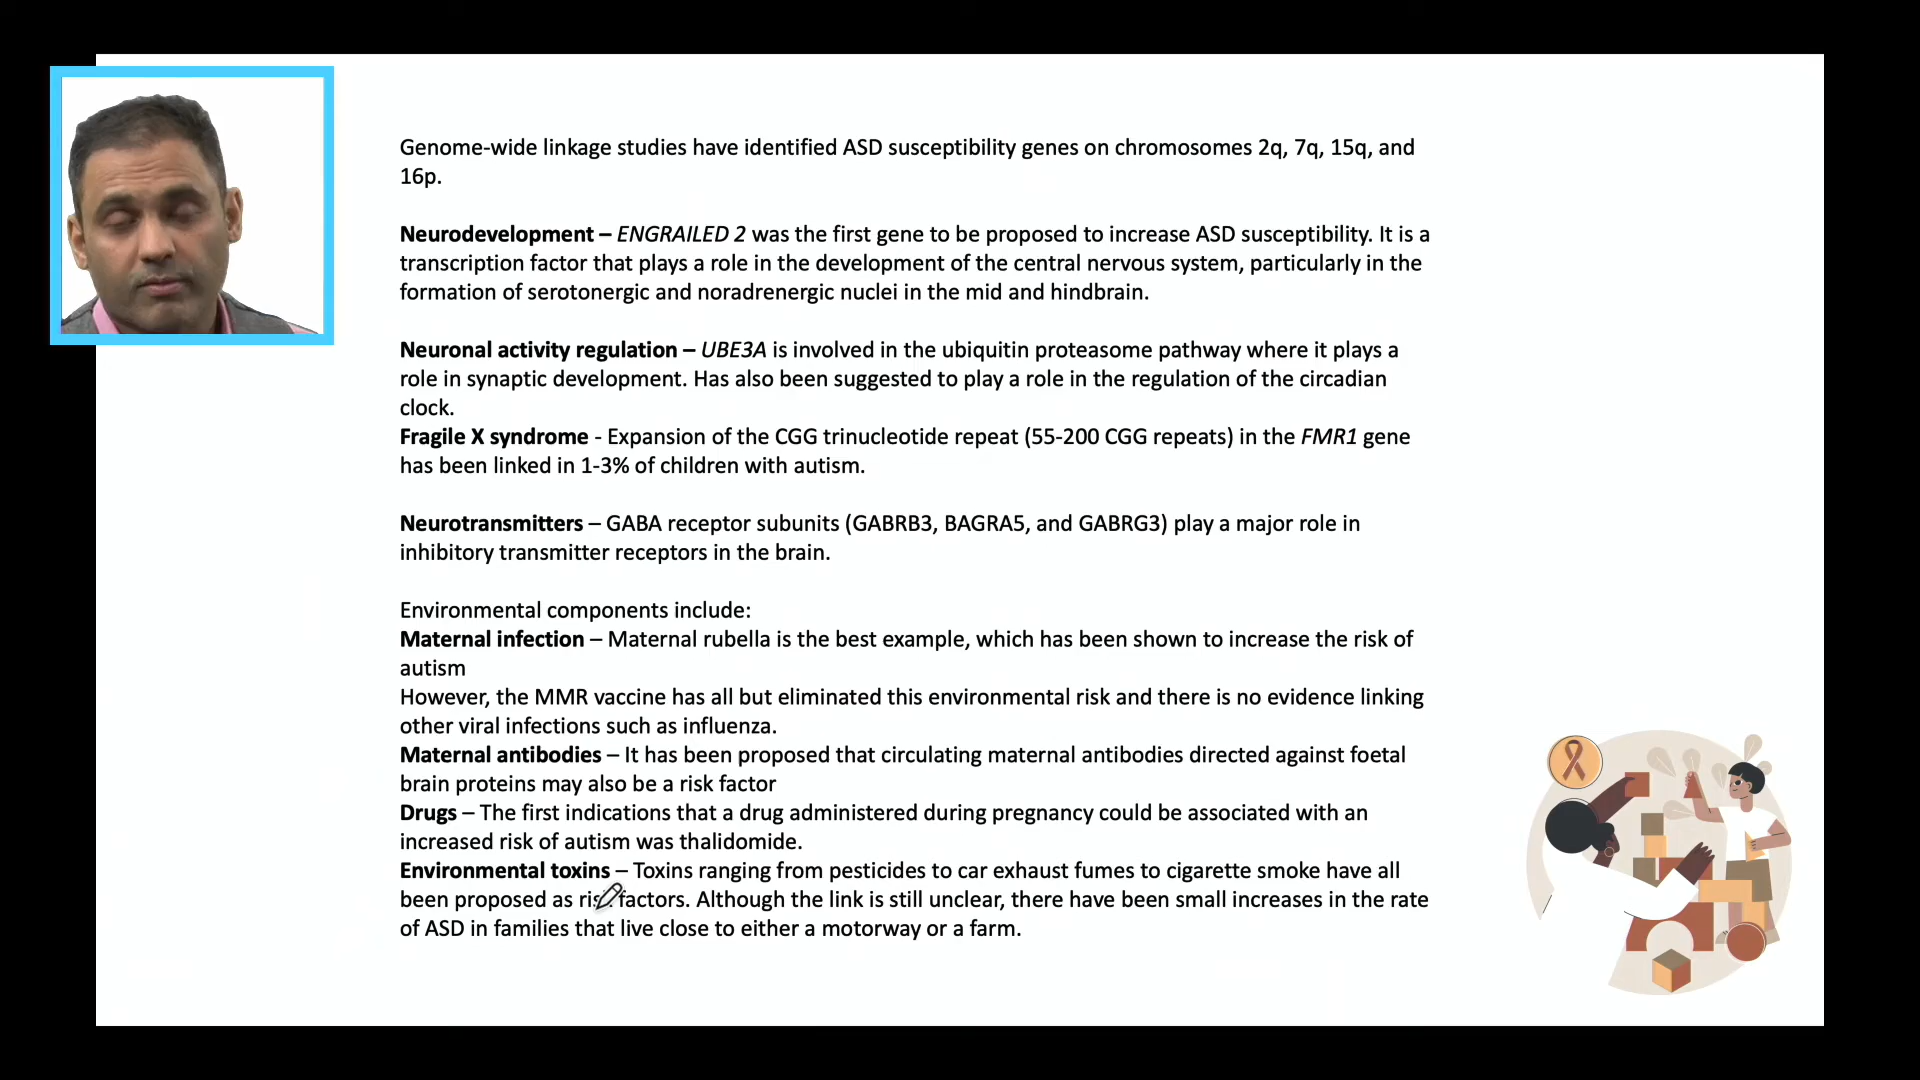 Genome-wide linkage studies have identified ASD susceptibility genes on chromosomes 2q, 7q, 15q, and
16p.
Neurodevelopment – ENGRAILED 2 was the first gene to be proposed to increase ASD susceptibility. It is a
transcription factor that plays a role in the development of the central nervous system, particularly in the
formation of serotonergic and noradrenergic nuclei in the mid and hindbrain.
Neuronal activity regulation – UBE3A is involved in the ubiquitin proteasome pathway where it plays a
role in synaptic development. Has also been suggested to play a role in the regulation of the circadian
clock.
Fragile X syndrome - Expansion of the CGG trinucleotide repeat (55-200 CGG repeats) in the FMR1 gene
has been linked in 1-3% of children with autism.
Neurotransmitters – GABA receptor subunits (GABRB3, BAGRA5, and GABRG3) play a major role in
inhibitory transmitter receptors in the brain.
Environmental components include:
Maternal infection – Maternal rubella is the best example, which has been shown to increase the risk of
autism
However, the MMR vaccine has all but eliminated this environmental risk and there is no evidence linking
other viral infections such as influenza.
Maternal antibodies – It has been proposed that circulating maternal antibodies directed against foetal
brain proteins may also be a risk factor
Drugs – The first indications that a drug administered during pregnancy could be associated with an
increased risk of autism was thalidomide.
Environmental toxins – Toxins ranging from pesticides to car exhaust fumes to cigarette smoke have all
been proposed as risk factors. Although the link is still unclear, there have been small increases in the rate
of ASD in families that live close to either a motorway or a farm.